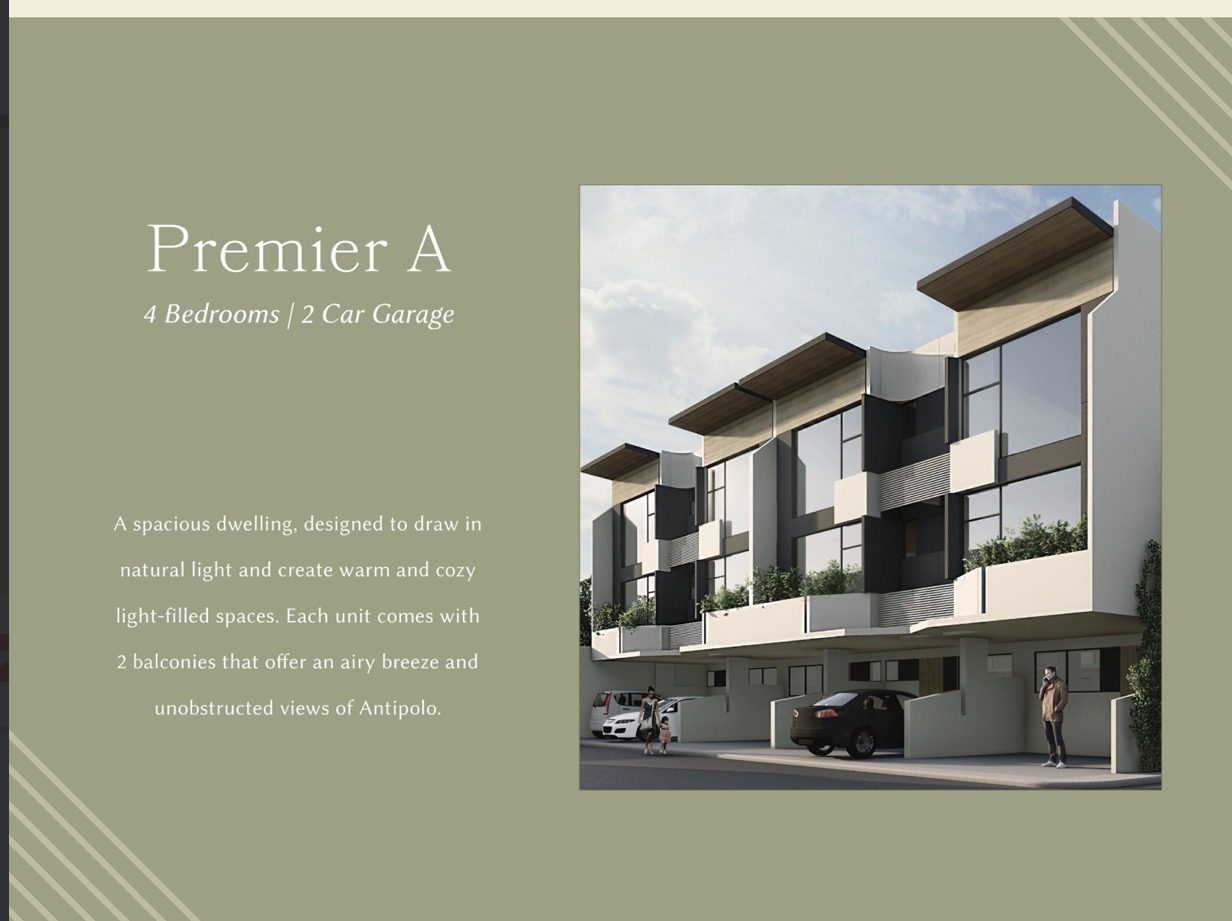 Premier A
4 Bedrooms | 2 Car Garage
A spacious dwelling, designed to draw in
natural light and create warm and cozy
light-filled spaces. Each unit comes with
2 balconies that offer an airy breeze and
unobstructed views of Antipolo.